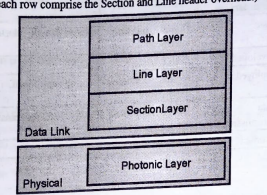 each row comprise the Section and Line header overhead,
Path Layer
Line Layer
SectionLayer
Data Link
Photonic Layer
Physical